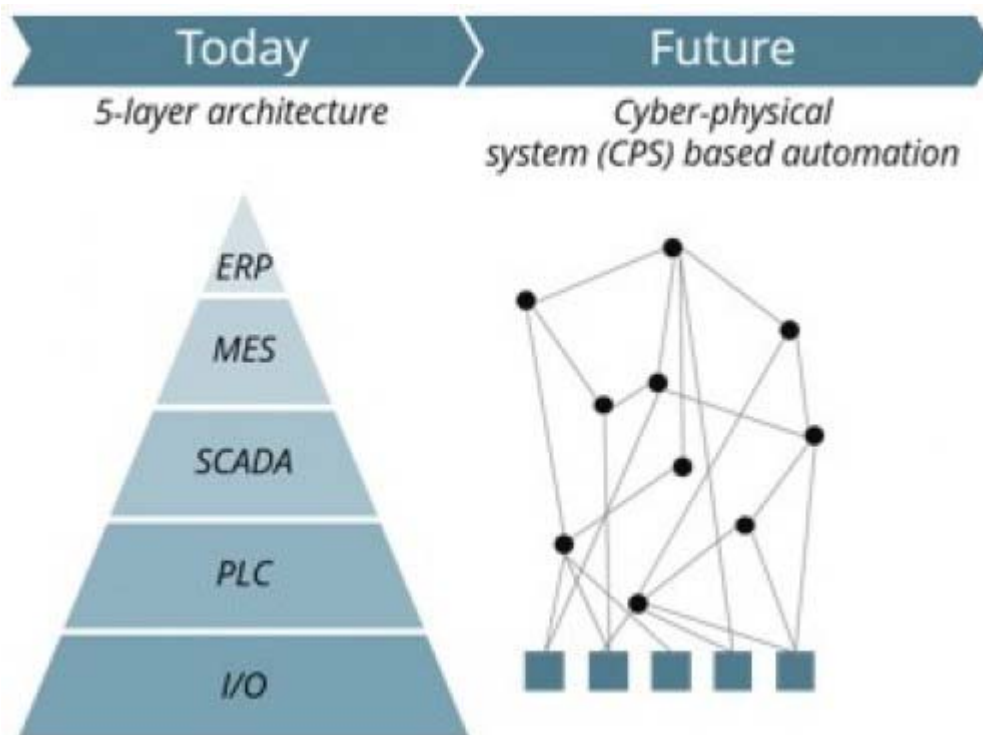 Today
Future
5-layer architecture
Cyber-physical
system (CPS) based automation
ERP
MES
SCADA
PLC
I/O